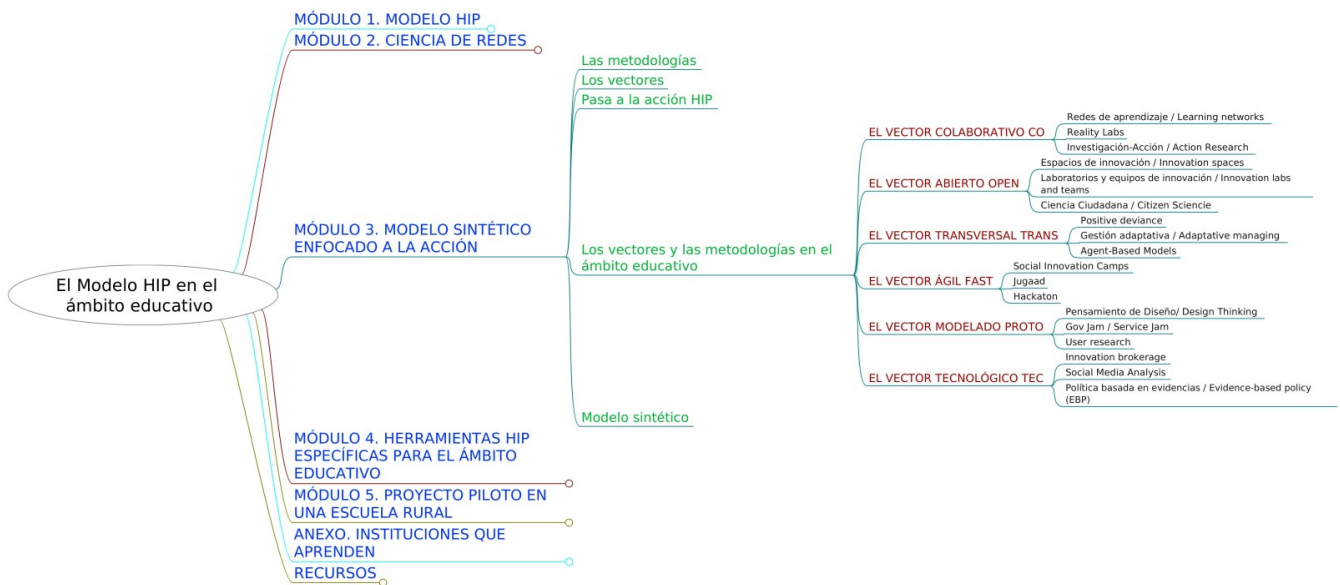 El Modelo HIP en el
ámbito educativo
MÓDULO 1. MODELO HIP
MÓDULO 2. CIENCIA DE REDES
MÓDULO 3. MODELO SINTÉTICO
ENFOCADO A LA ACCIÓN
Las metodologías
Los vectores
Pasa a la acción HIP
Los vectores y las metodologías en el
ámbito educativo
EL VECTOR COLABORATIVO CO
Redes de aprendizaje / Learning networks
Reality Labs
Investigación-Acción / Action Research
EL VECTOR ABIERTO OPEN
Espacios de innovación / Innovation spaces
Laboratorios y equipos de innovación / Innovation labs
and teams
Ciencia Ciudadana / Citizen Sciencie
EL VECTOR TRANSVERSAL TRANS
Positive deviance
Gestión adaptativa / Adaptative managing
Agent-Based Models
EL VECTOR ÁGIL FAST
Social Innovation Camps
Jugaad
Hackaton
EL VECTOR MODELADO PROTO
Pensamiento de Diseño/ Design Thinking
Gov Jam / Service Jam
User research
EL VECTOR TECNOLÓGICO TEC
Innovation brokerage
Social Media Analysis
Política basada en evidencias / Evidence-based policy
(EBP)
Modelo sintético
MÓDULO 4. HERRAMIENTAS HIP
ESPECÍFICAS PARA EL ÁMBITO
EDUCATIVO
MÓDULO 5. PROYECTO PILOTO EN
UNA ESCUELA RURAL
ANEXO. INSTITUCIONES QUE
APRENDEN
RECURSOS